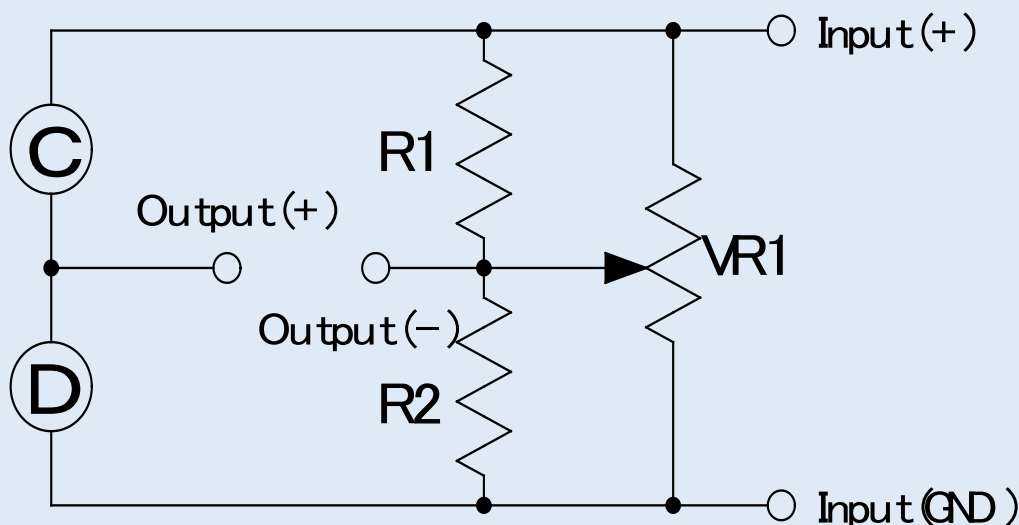 Input(+)
C
R1
Output(+)
VR1
Output(−)
D
R2
Input(GND)